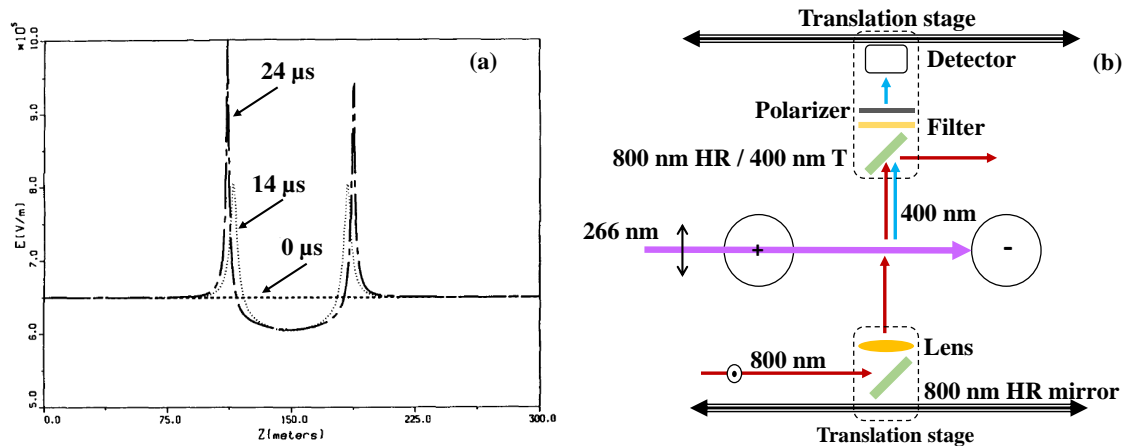 ×10⁵
10.0
9.0
8.0
7.0
6.0
5.0
E[V/m]
0.0
75.0
150.0
225.0
300.0
Z[meters]
24 µs
14 µs
0 µs
(a)
Translation stage
(b)
Detector
Polarizer
Filter
800 nm HR / 400 nm T
400 nm
266 nm
+
-
Lens
800 nm
800 nm HR mirror
Translation stage